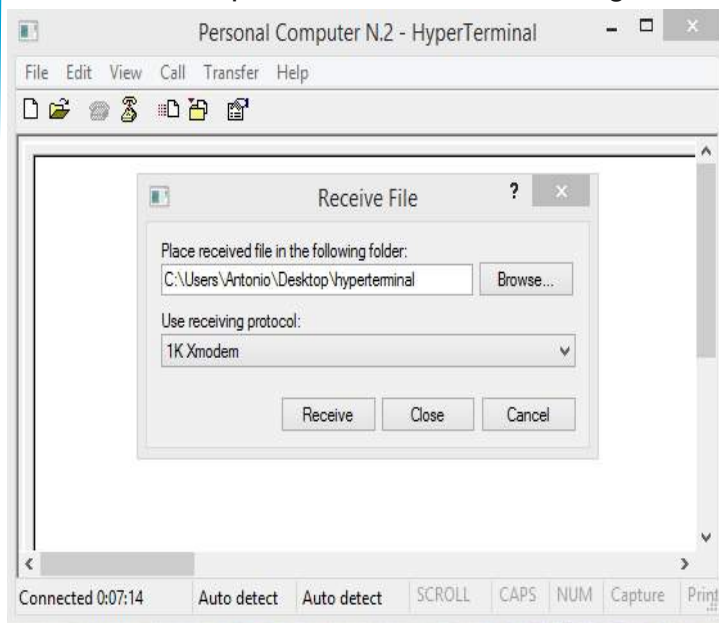 Personal Computer N.2 - HyperTerminal
File Edit View Call Transfer Help
Receive File
?
Place received file in the following folder:
C:\Users\Antonio\Desktop\hyperterminal
Browse...
Use receiving protocol:
1K Xmodem
Receive Close Cancel
Connected 0:07:14 Auto detect Auto detect SCROLL CAPS NUM Capture Print